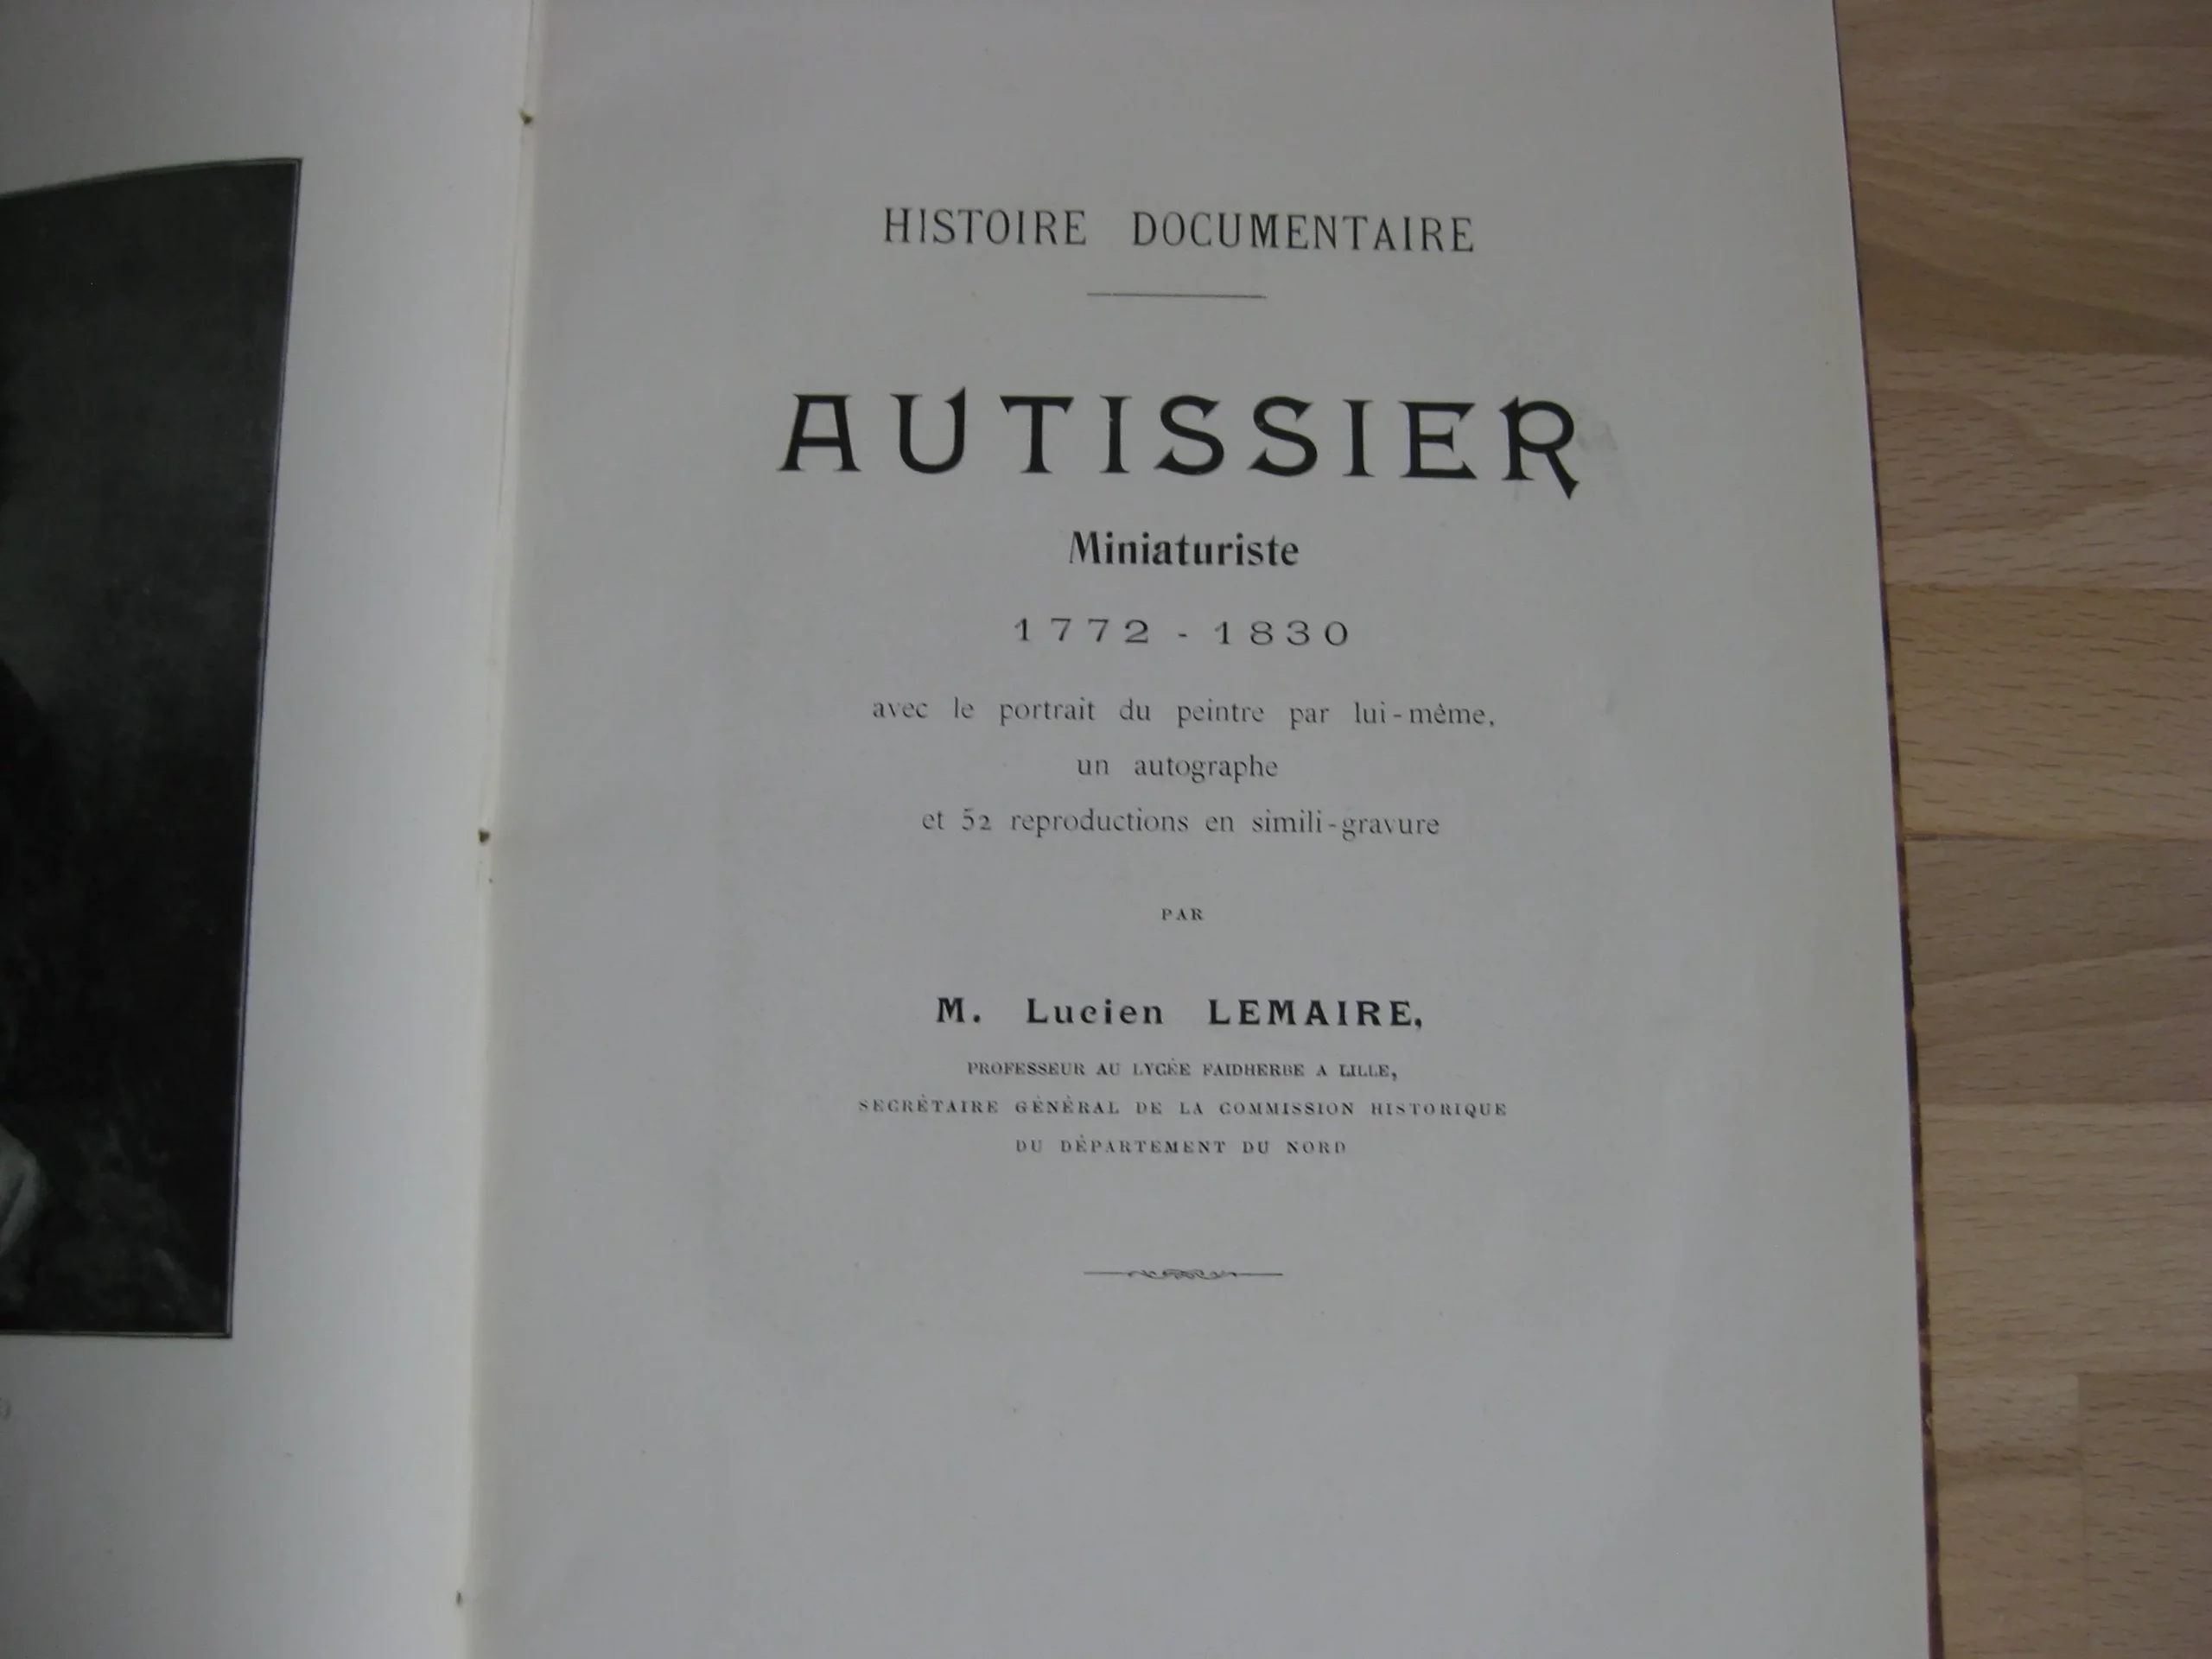 HISTOIRE DOCUMENTAIRE
AUTISSIER
Miniaturiste
1772 - 1830
avec le portrait du peintre par lui-même,
un autographe
et 52 reproductions en simili-gravure
PAR
M. Lucien LEMAIRE,
PROFESSEUR AU LYCÉE FAIDHERBE A LILLE,
SECRÉTAIRE GÉNÉRAL DE LA COMMISSION HISTORIQUE
DU DÉPARTEMENT DU NORD